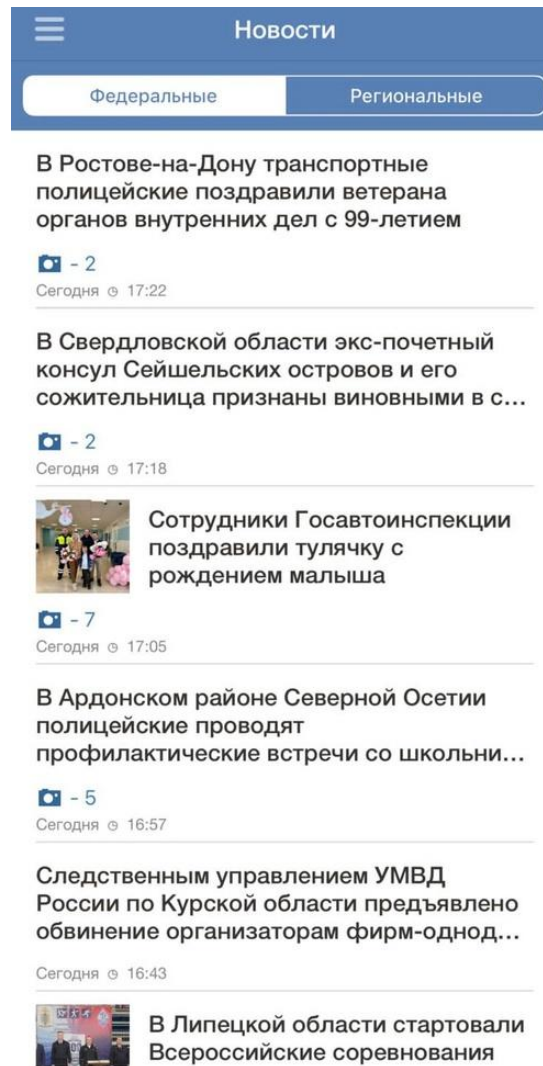 Новости
Федеральные
Региональные
В Ростове-на-Дону транспортные
полицейские поздравили ветерана
органов внутренних дел с 99-летием
- 2
Сегодня 17:22
В Свердловской области экс-почетный
консул Сейшельских островов и его
сожительница признаны виновными в с...
- 2
Сегодня 17:18
Сотрудники Госавтоинспекции
поздравили тулячку с
рождением малыша
- 7
Сегодня 17:05
В Ардонском районе Северной Осетии
полицейские проводят
профилактические встречи со школьни...
- 5
Сегодня 16:57
Следственным управлением УМВД
России по Курской области предъявлено
обвинение организаторам фирм-однод...
Сегодня 16:43
В Липецкой области стартовали
Всероссийские соревнования